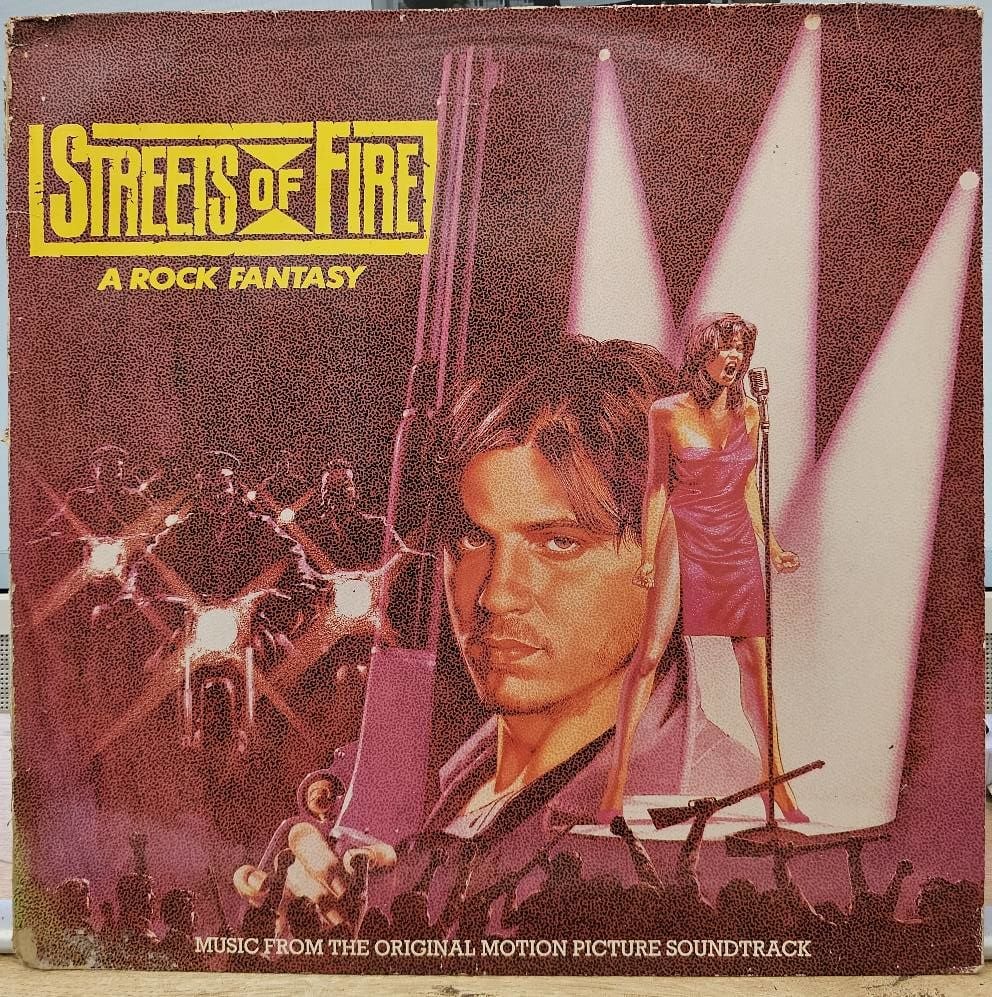 STREETS OF FIRE
A ROCK FANTASY
MUSIC FROM THE ORIGINAL MOTION PICTURE SOUNDTRACK